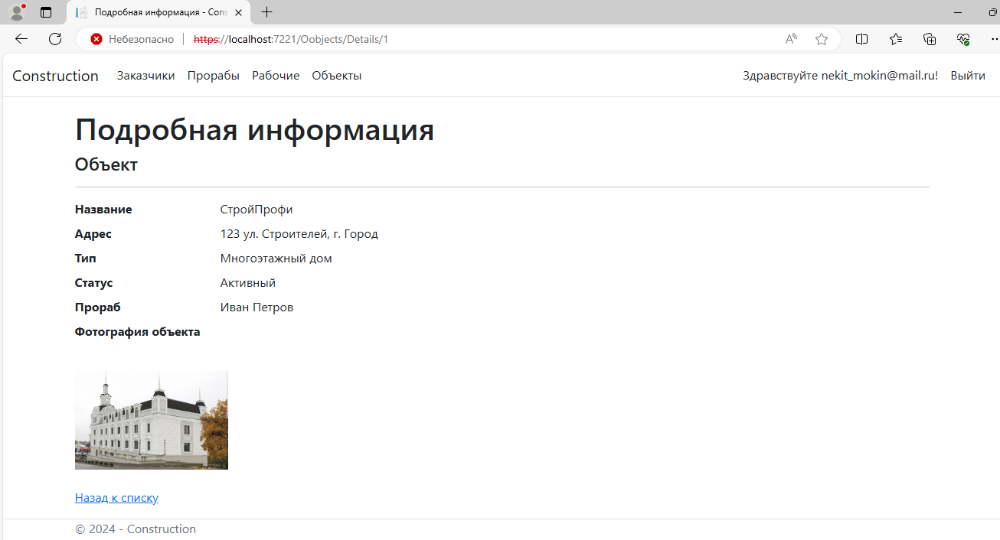 Подробная информация - Cons
Небезопасно https://localhost:7221/Oobjects/Details/1
Construction Заказчики Прорабы Рабочие Объекты Здравствуйте nekit_mokin@mail.ru! Выйти
Подробная информация
Объект
Название СтройПрофи
Адрес 123 ул. Строителей, г. Город
Тип Многоэтажный дом
Статус Активный
Прораб Иван Петров
Фотография объекта
Назад к списку
© 2024 - Construction